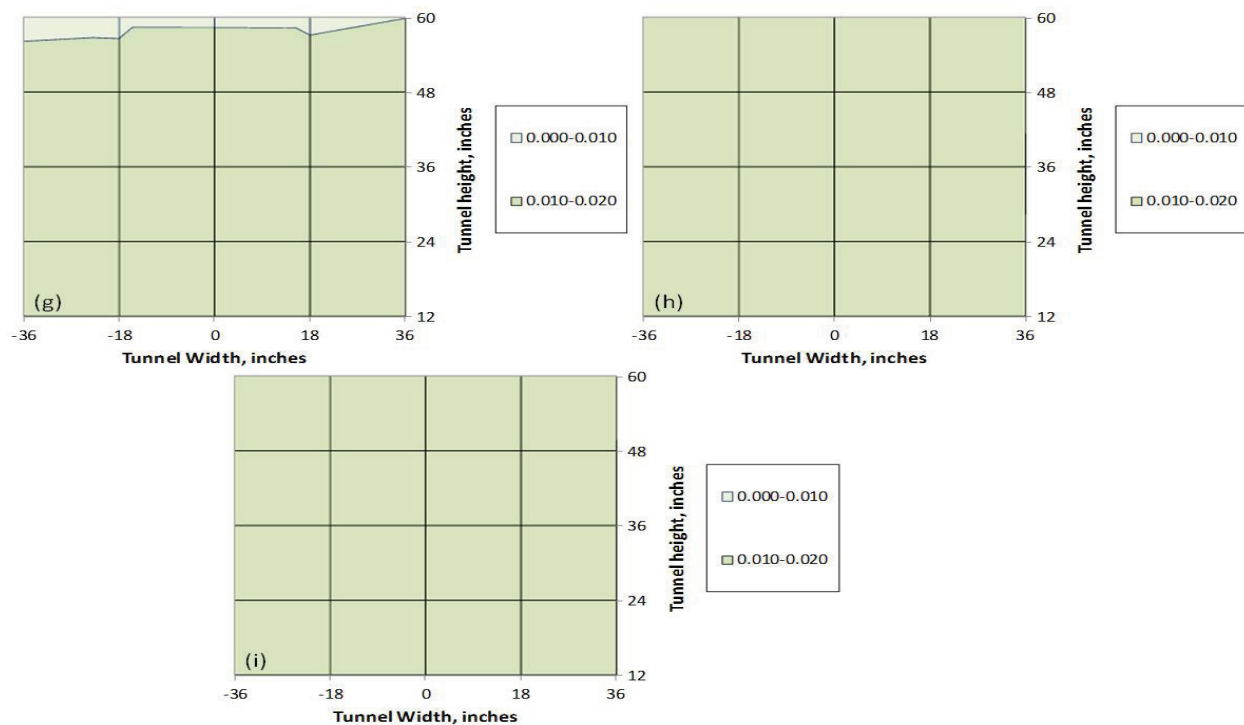 60
48
Tunnel height, inches
0.000-0.010
36
0.010-0.020
24
(g)
12
-36 -18 0 18 36
Tunnel Width, inches
60
48
Tunnel height, inches
0.000-0.010
36
0.010-0.020
24
(h)
12
-36 -18 0 18 36
Tunnel Width, inches
60
48
Tunnel height, inches
0.000-0.010
36
0.010-0.020
24
(i)
12
-36 -18 0 18 36
Tunnel Width, inches